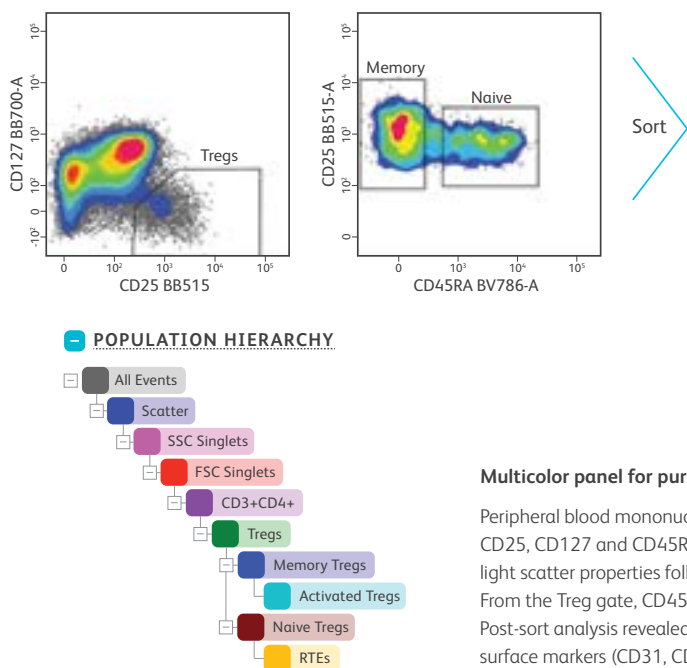 10⁵
10⁴
10³
10²
0
-10²
CD127 BB700-A
Tregs
0 10² 10³ 10⁴ 10⁵
CD25 BB515
10⁵
10⁴
10³
10²
0
CD25 BB515-A
Memory
Naive
0 10³ 10⁴ 10⁵
CD45RA BV786-A
Sort
POPULATION HIERARCHY
All Events
Scatter
SSC Singlets
FSC Singlets
CD3+CD4+
Tregs
Memory Tregs
Activated Tregs
Naive Tregs
RTEs
Multicolor panel for pur
Peripheral blood mononuc
CD25, CD127 and CD45R
light scatter properties foll
From the Treg gate, CD45
Post-sort analysis revealed
surface markers (CD31, CD